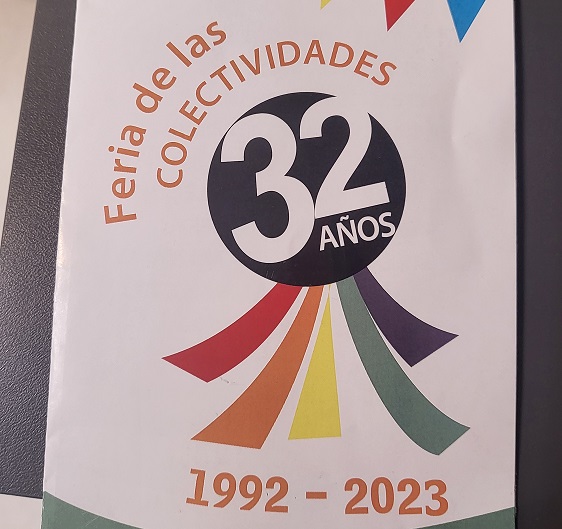 Feria de las
COLECTIVIDADES
32
AÑOS
1992 - 2023